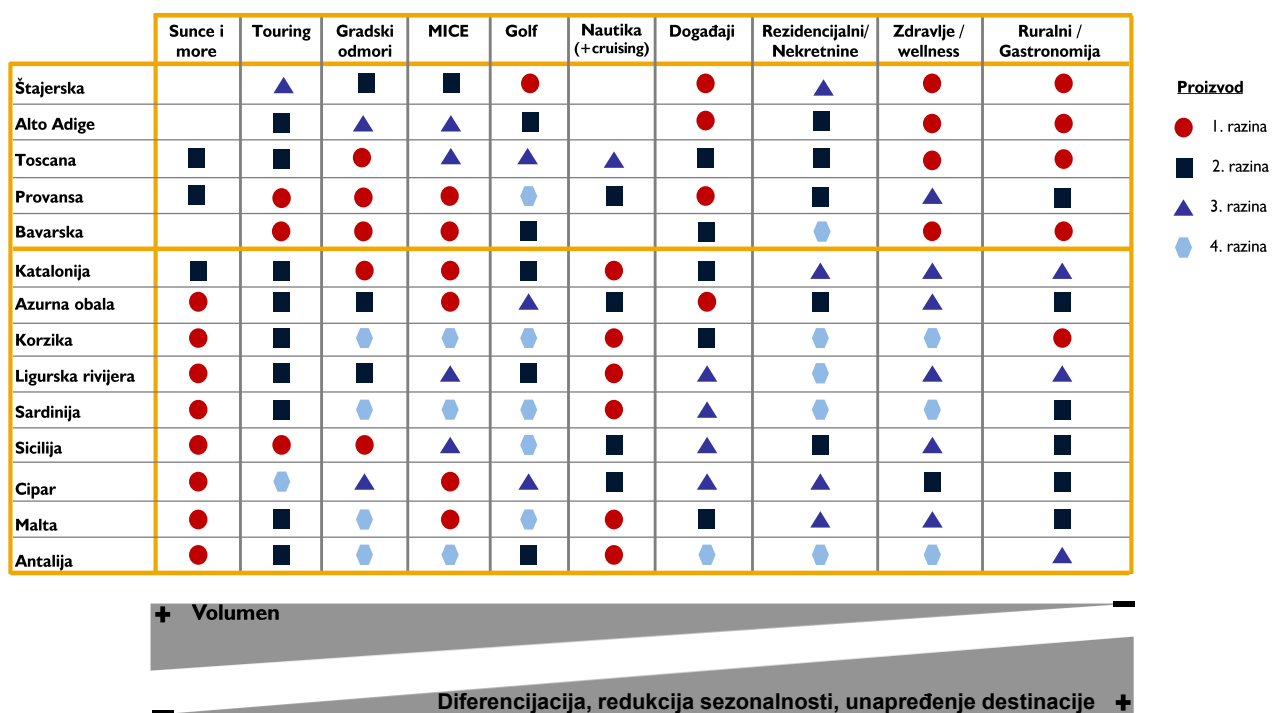 Sunce i more
Touring
Gradski odmori
MICE
Golf
Nautika (+cruising)
Događaji
Rezidencijalni/ Nekretnine
Zdravlje / wellness
Ruralni / Gastronomija
Štajerska
Alto Adige
Toscana
Provansa
Bavarska
Katalonija
Azurna obala
Korzika
Ligurska rivijera
Sardinija
Sicilija
Cipar
Malta
Antalija
Proizvod
1. razina
2. razina
3. razina
4. razina
+ Volumen −
− Diferencijacija, redukcija sezonalnosti, unapređenje destinacije +